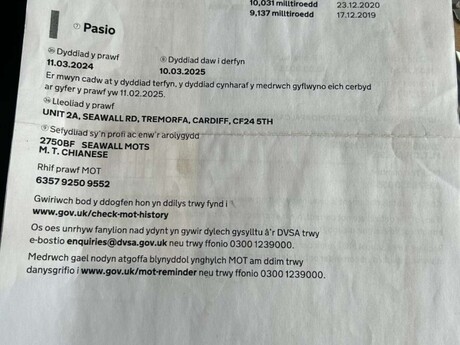 10,031 milltiroedd 23.12.2020
9,137 milltiroedd 17.12.2019
Pasio
Dyddiad y prawf
11.03.2024
Dyddiad daw i derfyn
10.03.2025
Er mwyn cadw at y dyddiad terfyn, y dyddiad cynharaf y medrwch gyflwyno eich cerbyd
ar gyfer y prawf yw 11.02.2025.
Lleoliad y prawf
UNIT 2A, SEAWALL RD, TREMORFA, CARDIFF, CF24 5TH
Sefydliad sy'n profi ac enw'r arolygydd
2750BF SEAWALL MOTS
M. T. CHIANESE
Rhif prawf MOT
6357 9250 9552
Gwiriwch bod y ddogfen hon yn ddilys trwy fynd i
www.gov.uk/check-mot-history
Os oes unrhyw fanylion nad ydynt yn gywir dylech gysylltu â'r DVSA trwy
e-bostio enquiries@dvsa.gov.uk neu trwy ffonio 0300 1239000.
Medrwch gael nodyn atgoffa blynyddol ynghylch MOT am ddim trwy
danysgrifio i www.gov.uk/mot-reminder neu trwy ffonio 0300 1239000.